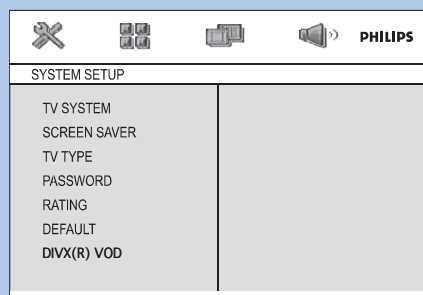 PHILIPS
SYSTEM SETUP
TV SYSTEM
SCREEN SAVER
TV TYPE
PASSWORD
RATING
DEFAULT
DIVX(R) VOD